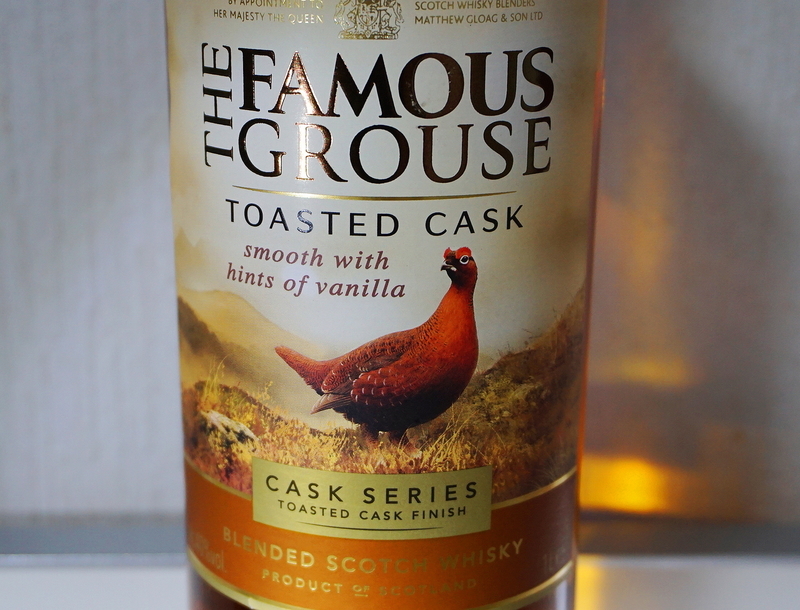 BY APPOINTMENT TO
HER MAJESTY THE QUEEN
SCOTCH WHISKY BLENDERS
MATTHEW GLOAG & SON LTD
THE
FAMOUS
GROUSE
TOASTED CASK
smooth with
hints of vanilla
CASK SERIES
TOASTED CASK FINISH
BLENDED SCOTCH WHISKY
PRODUCT OF SCOTLAND